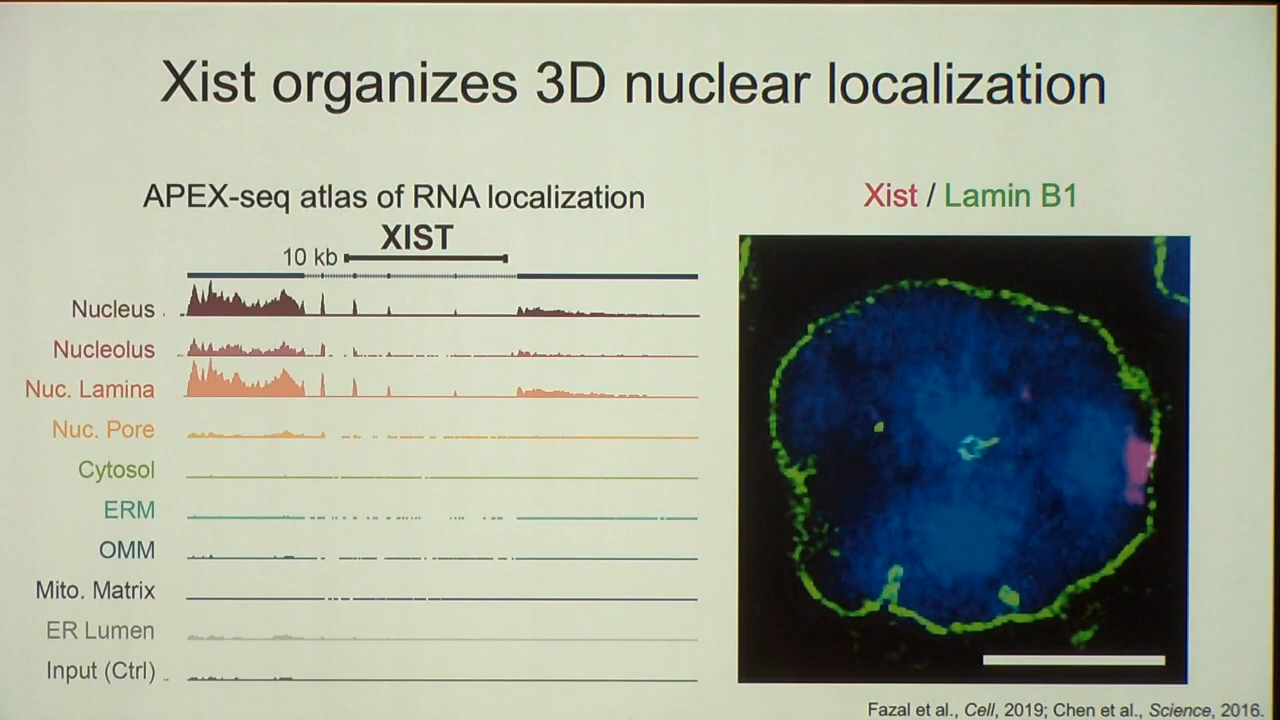 Xist organizes 3D nuclear localization
APEX-seq atlas of RNA localization
XIST
10 kb
Nucleus
Nucleolus
Nuc. Lamina
Nuc. Pore
Cytosol
ERM
OMM
Mito. Matrix
ER Lumen
Input (Ctrl)
Xist / Lamin B1
Fazal et al., Cell, 2019; Chen et al., Science, 2016.